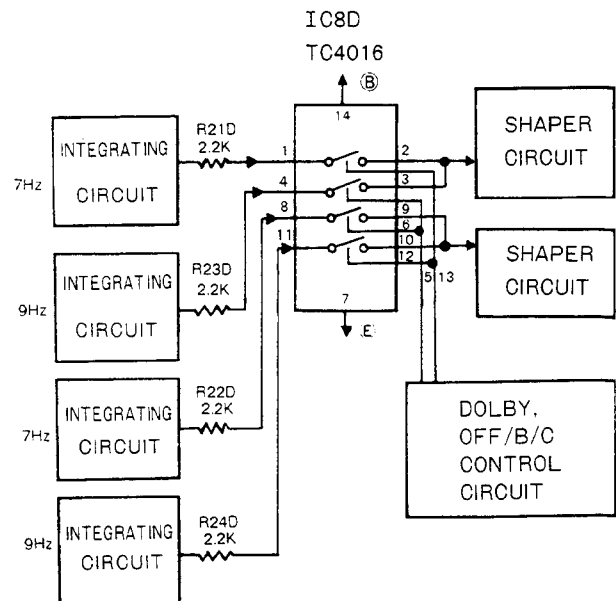 IC8D
TC4016
Ⓑ
14
INTEGRATING
CIRCUIT
7Hz
R21D
2.2K
1
2
SHAPER
CIRCUIT
4
3
8
9
6
11
10
12
5 13
INTEGRATING
CIRCUIT
9Hz
R23D
2.2K
SHAPER
CIRCUIT
7
Ⓔ
INTEGRATING
CIRCUIT
7Hz
R22D
2.2K
DOLBY,
OFF/B/C
CONTROL
CIRCUIT
INTEGRATING
CIRCUIT
9Hz
R24D
2.2K